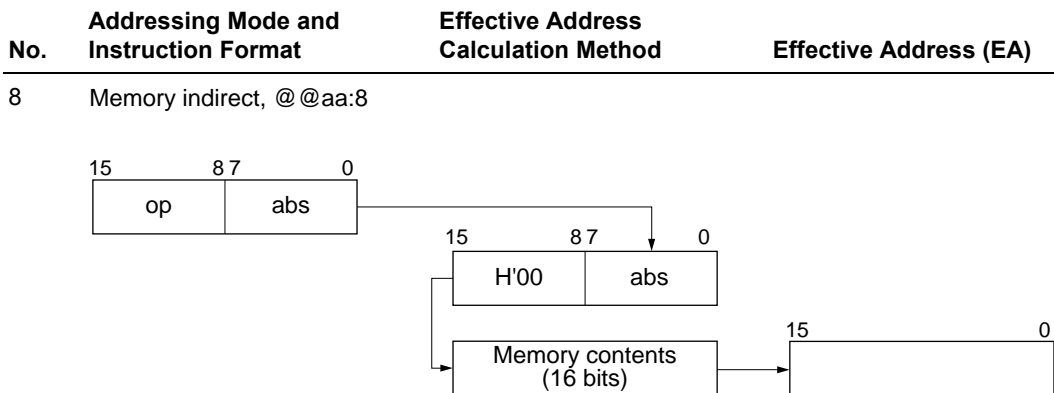 No. Addressing Mode and Instruction Format Effective Address Calculation Method Effective Address (EA)
8 Memory indirect, @@aa:8
15 8 7 0
op abs
15 8 7 0
H'00 abs
15 0
Memory contents
(16 bits)